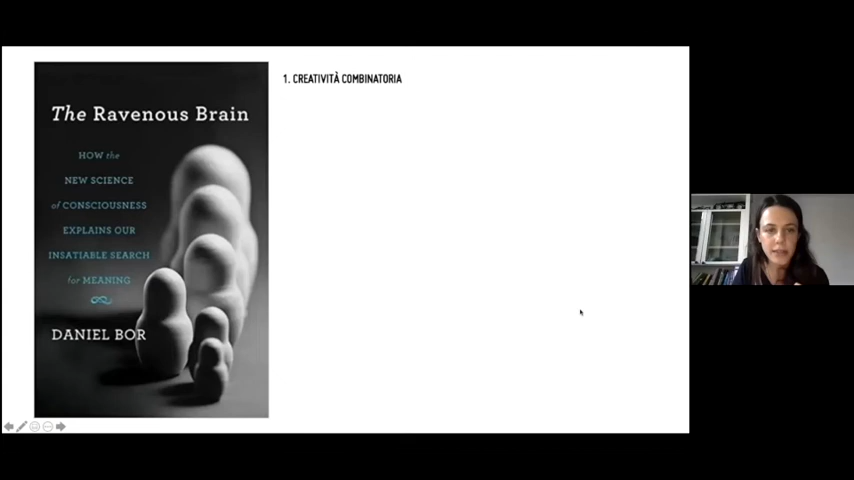 The Ravenous Brain
HOW the
NEW SCIENCE
of CONSCIOUSNESS
EXPLAINS OUR
INSATIABLE SEARCH
for MEANING
DANIEL BOR
1. CREATIVITÀ COMBINATORIA